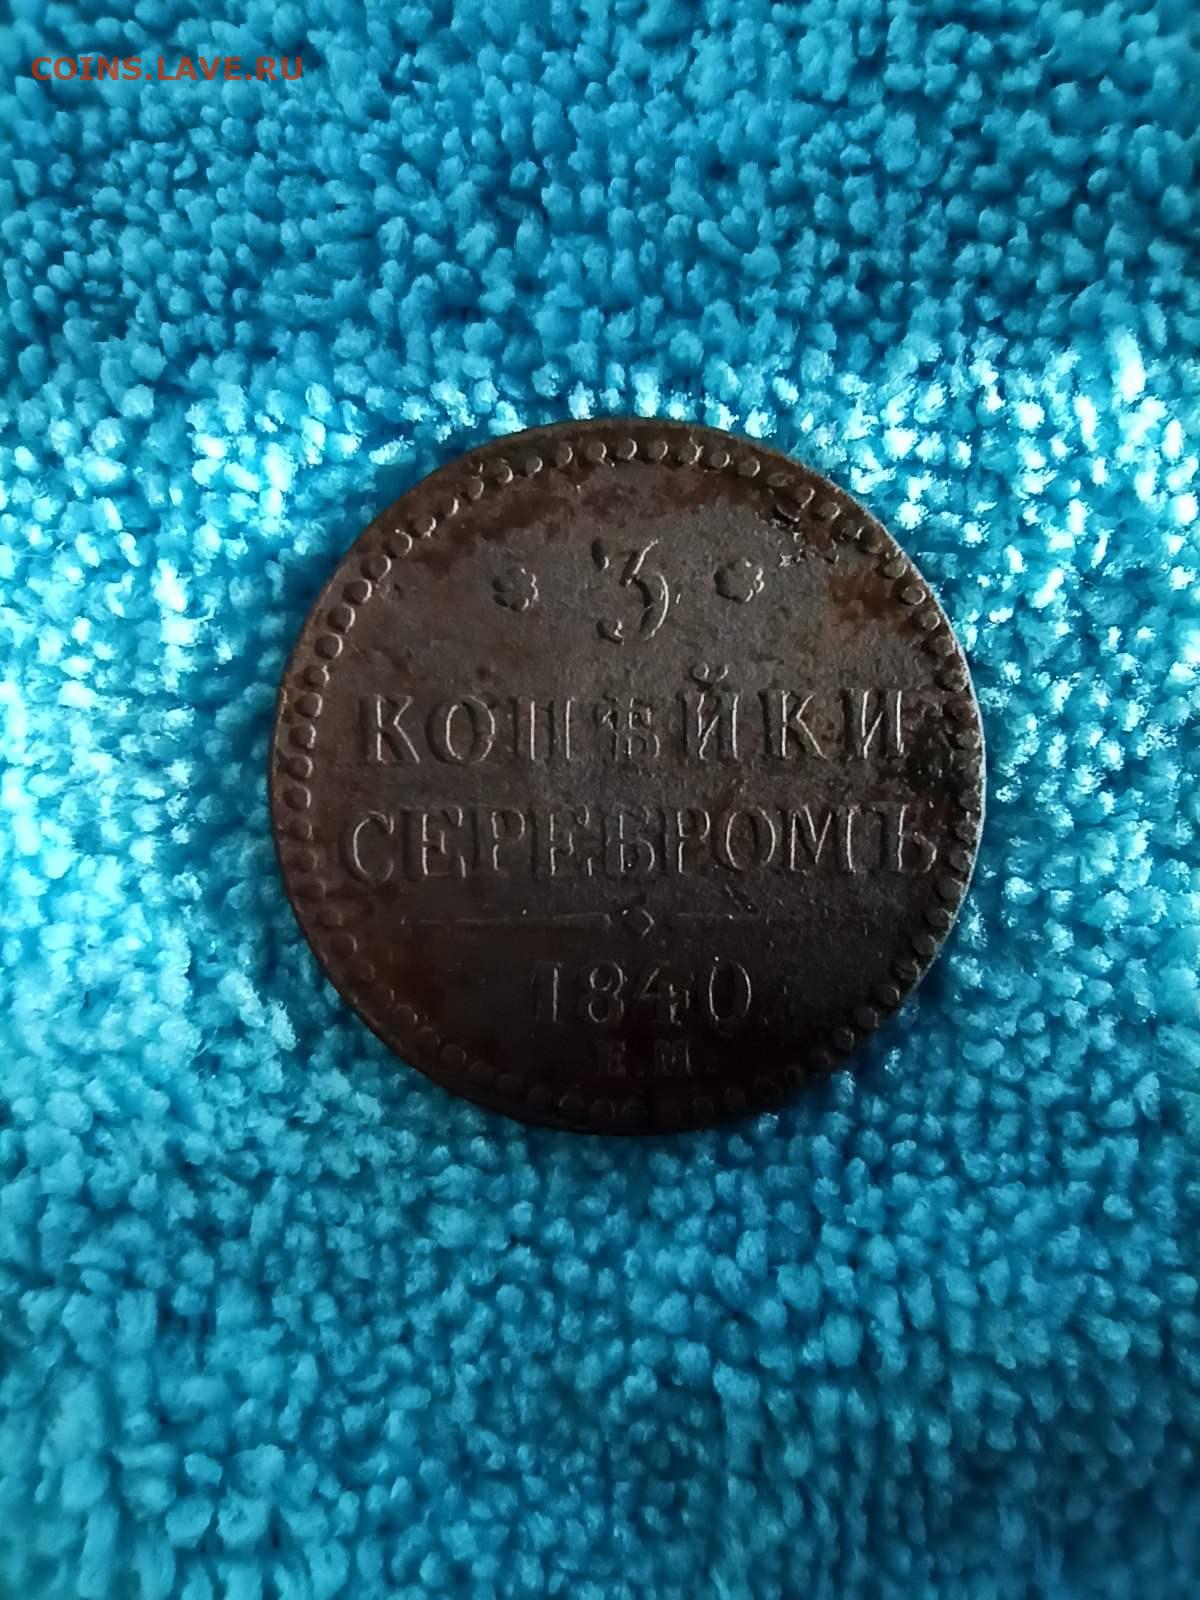 COINS.LAVE.RU
3
КОПѢЙКИ
СЕРЕБРОМЪ
1840.
Е.М.